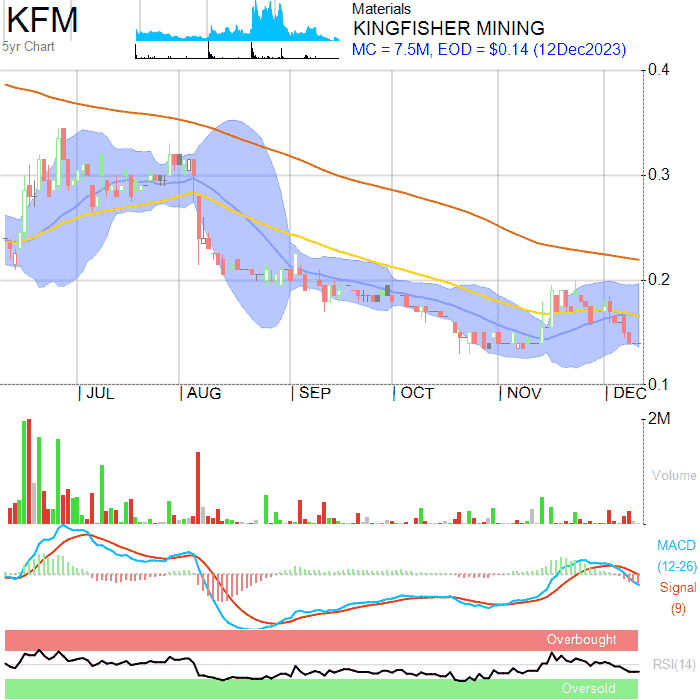 KFM
5yr Chart
Materials
KINGFISHER MINING
MC = 7.5M, EOD = $0.14 (12Dec2023)
0.4
0.3
0.2
0.1
JUL
AUG
SEP
OCT
NOV
DEC
2M
Volume
MACD
(12-26)
Signal
(9)
Overbought
RSI(14)
Oversold